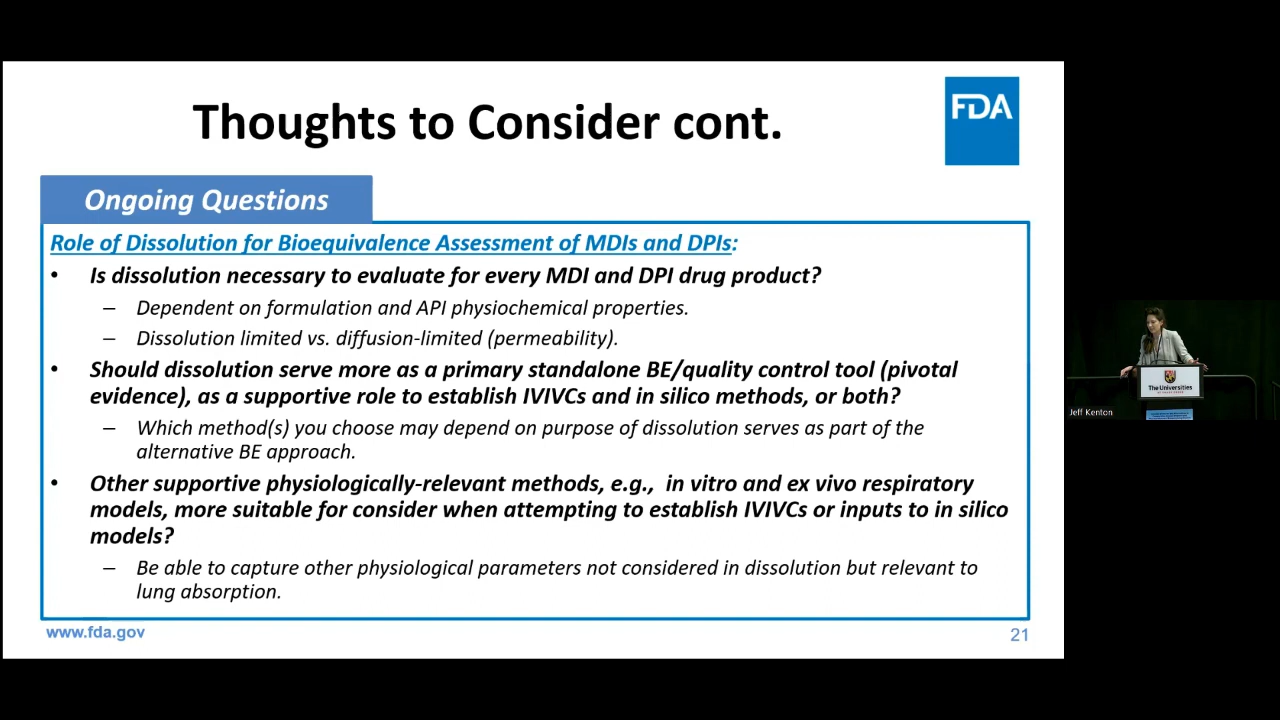 Thoughts to Consider cont.
FDA
Ongoing Questions
Role of Dissolution for Bioequivalence Assessment of MDIs and DPIs:
• Is dissolution necessary to evaluate for every MDI and DPI drug product?
– Dependent on formulation and API physiochemical properties.
– Dissolution limited vs. diffusion-limited (permeability).
• Should dissolution serve more as a primary standalone BE/quality control tool (pivotal
evidence), as a supportive role to establish IVIVCs and in silico methods, or both?
– Which method(s) you choose may depend on purpose of dissolution serves as part of the
alternative BE approach.
• Other supportive physiologically-relevant methods, e.g., in vitro and ex vivo respiratory
models, more suitable for consider when attempting to establish IVIVCs or inputs to in silico
models?
– Be able to capture other physiological parameters not considered in dissolution but relevant to
lung absorption.
www.fda.gov
21
Jeff Kenton
The Universities